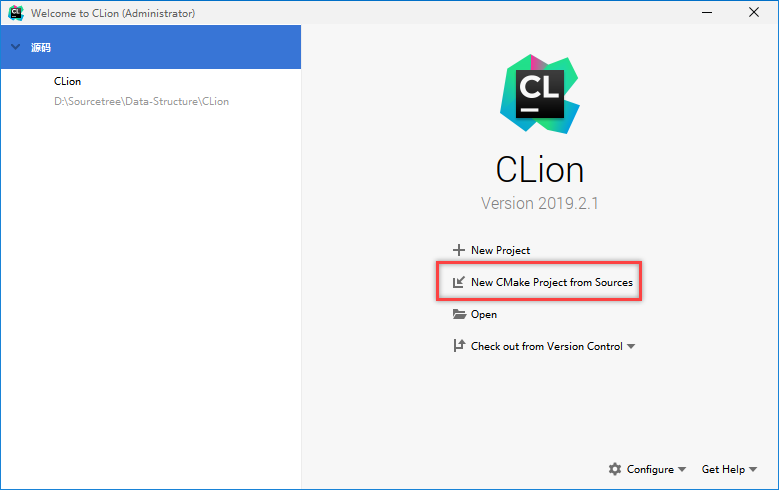 Welcome to CLion (Administrator)
源码
CLion
D:\Sourcetree\Data-Structure\CLion
CL
CLion
Version 2019.2.1
New Project
New CMake Project from Sources
Open
Check out from Version Control
Configure
Get Help